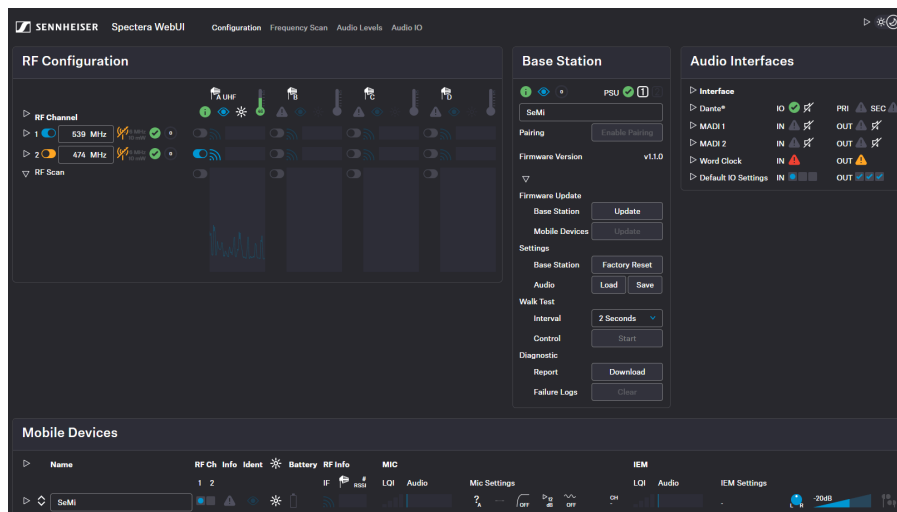 SENNHEISER Spectera WebUI Configuration Frequency Scan Audio Levels Audio IO
RF Configuration
A UHF B C D
RF Channel
1 539 MHz
2 474 MHz
RF Scan
Base Station
PSU 1
SeMi
Pairing Enable Pairing
Firmware Version v1.1.0
Firmware Update
Base Station Update
Mobile Devices Update
Settings
Base Station Factory Reset
Audio Load Save
Walk Test
Interval 2 Seconds
Control Start
Diagnostic
Report Download
Failure Logs Clear
Audio Interfaces
Interface
Dante® IO PRI SEC
MADI 1 IN OUT
MADI 2 IN OUT
Word Clock IN OUT
Default IO Settings IN OUT
Mobile Devices
Name RF Ch Info Ident Battery RF Info MIC IEM
1 2 IF RSSI # LQI Audio Mic Settings LQI Audio IEM Settings
SeMi ? A OFF 12 dB OFF CH - L R -20dB